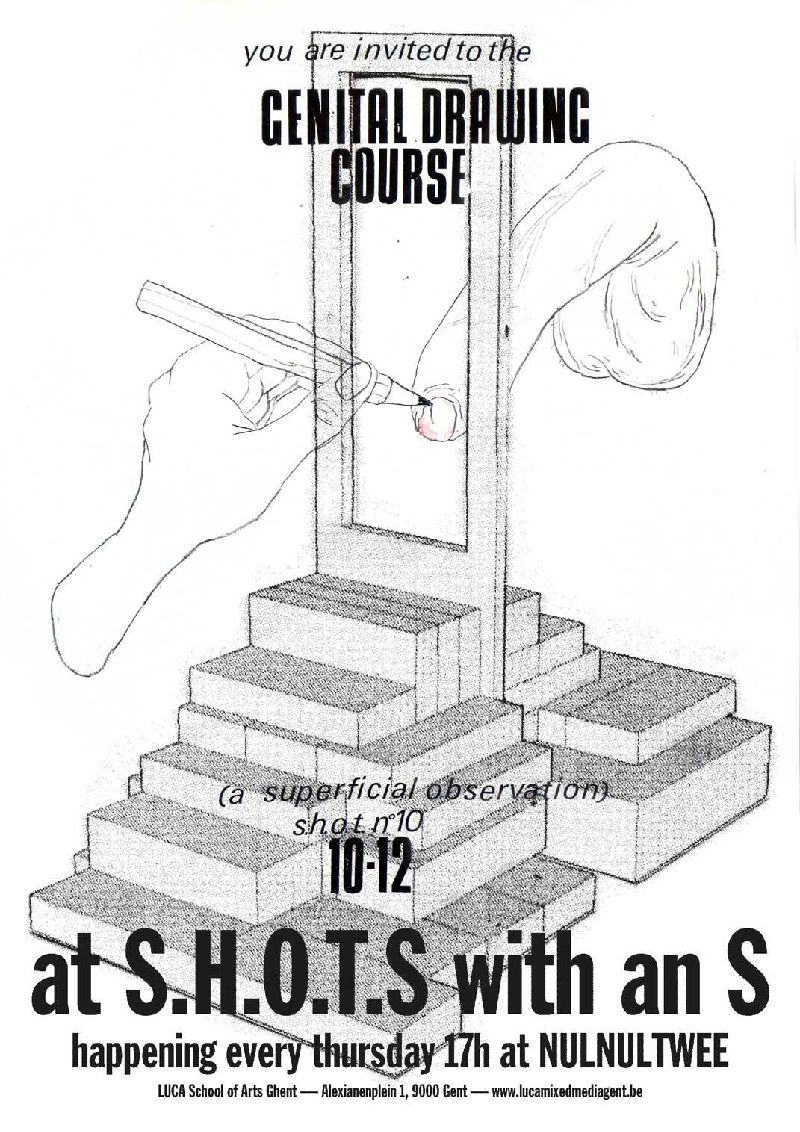 you are invited to the
GENITAL DRAWING
COURSE
(a superficial observation)
shot n°10
10-12
at S.H.O.T.S with an S
happening every thursday 17h at NULNULTWEE
LUCA School of Arts Ghent — Alexianenplein 1, 9000 Gent — www.lucamixedmediagent.be